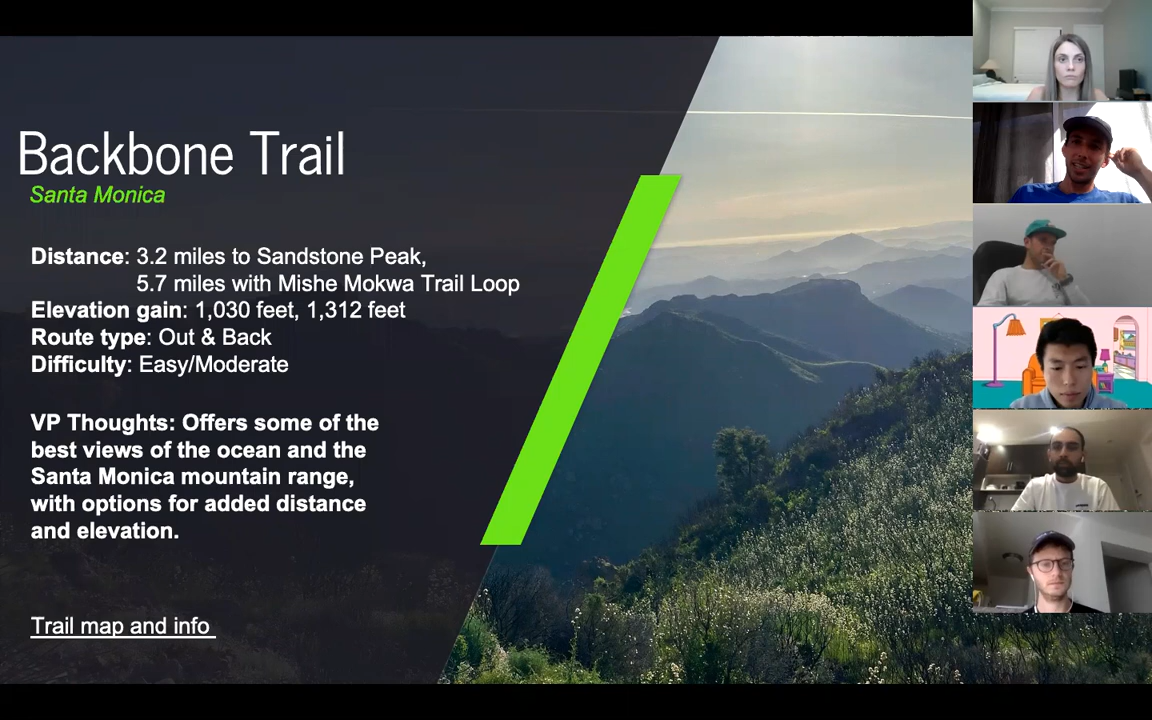 Backbone Trail
Santa Monica
Distance: 3.2 miles to Sandstone Peak,
5.7 miles with Mishe Mokwa Trail Loop
Elevation gain: 1,030 feet, 1,312 feet
Route type: Out & Back
Difficulty: Easy/Moderate
VP Thoughts: Offers some of the
best views of the ocean and the
Santa Monica mountain range,
with options for added distance
and elevation.
Trail map and info